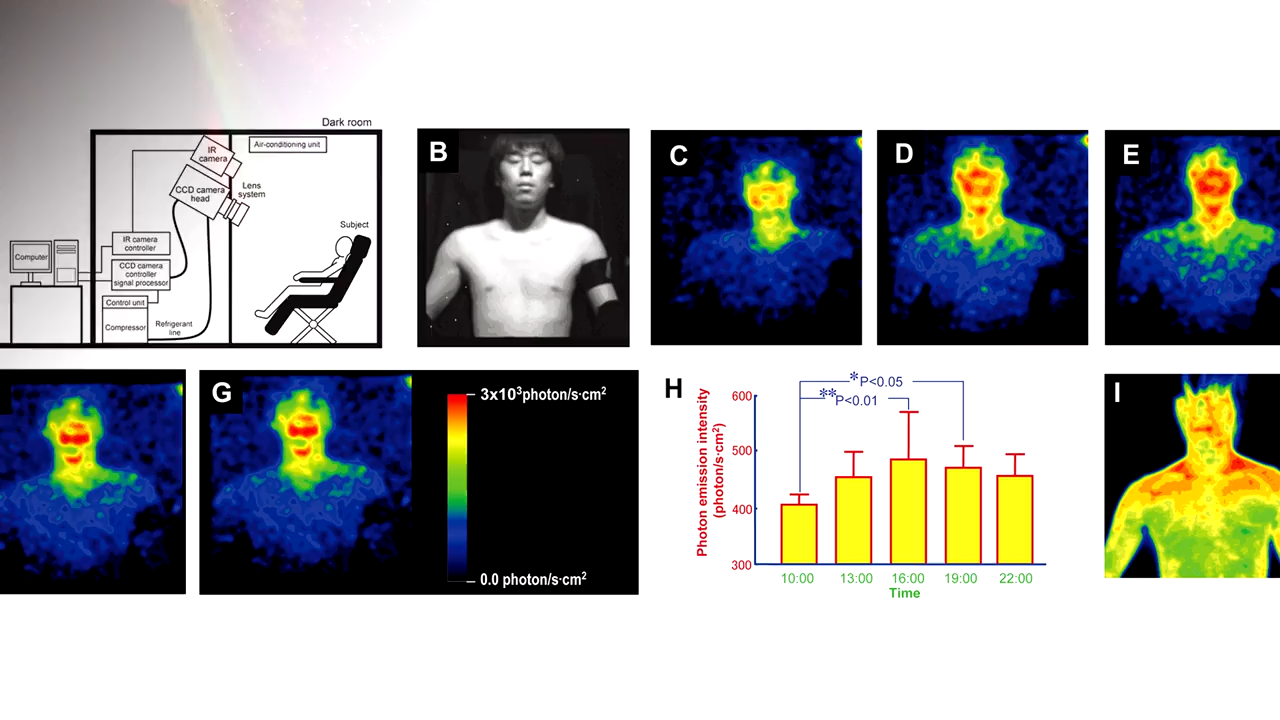 Dark room
Air-conditioning unit
IR
camera
CCD camera
head
Lens
system
Subject
IR camera
controller
Computer
CCD camera
controller
signal processor
Control unit
Compressor
Refrigerant
line
B
C
D
E
G
3x10³photon/s·cm²
0.0 photon/s·cm²
H
Photon emission intensity
(photon/s·cm²)
600
500
400
300
*P<0.05
**P<0.01
10:00 13:00 16:00 19:00 22:00
Time
I